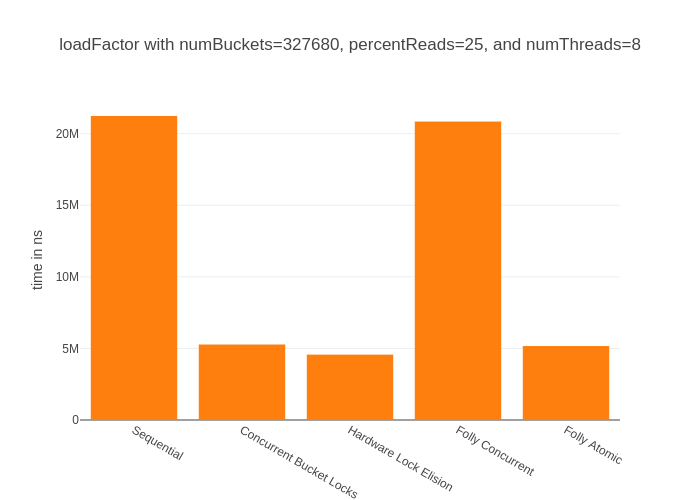 loadFactor with numBuckets=327680, percentReads=25, and numThreads=8
time in ns
20M
15M
10M
5M
0
Sequential
Concurrent Bucket Locks
Hardware Lock Elision
Folly Concurrent
Folly Atomic